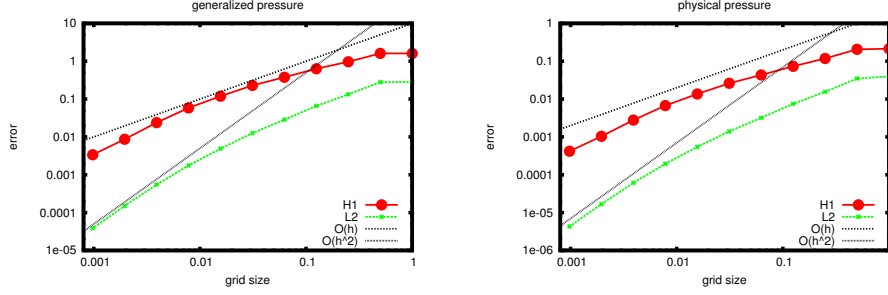 generalized pressure
10
1
0.1
0.01
0.001
0.0001
1e-05
0.001
0.01
0.1
1
error
grid size
H1
L2
O(h)
O(h^2)
physical pressure
1
0.1
0.01
0.001
0.0001
1e-05
1e-06
0.001
0.01
0.1
error
grid size
H1
L2
O(h)
O(h^2)